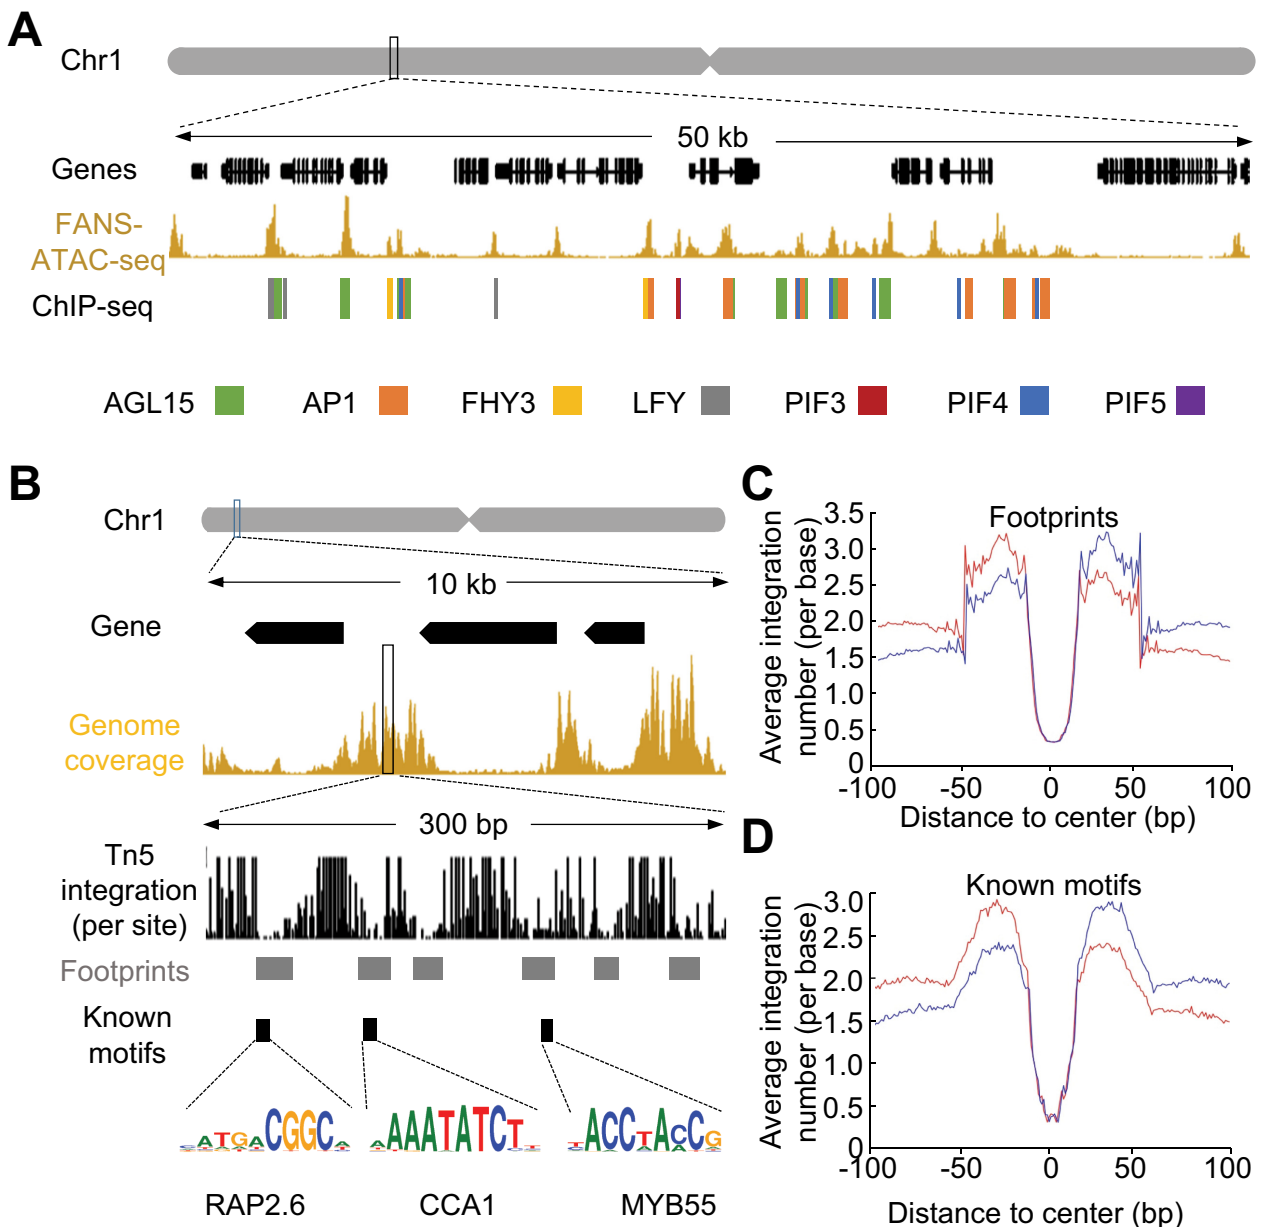 A
Chr1
50 kb
Genes
FANS-
ATAC-seq
ChIP-seq
AGL15 AP1 FHY3 LFY PIF3 PIF4 PIF5
B
Chr1
10 kb
Gene
Genome
coverage
300 bp
Tn5
integration
(per site)
Footprints
Known
motifs
RAP2.6 CCA1 MYB55
C
Footprints
Average integration
number (per base)
3.5
3.0
2.5
2.0
1.5
1.0
0.5
0
-100 -50 0 50 100
Distance to center (bp)
D
Known motifs
Average integration
number (per base)
3.0
2.5
2.0
1.5
1.0
0.5
0
-100 -50 0 50 100
Distance to center (bp)